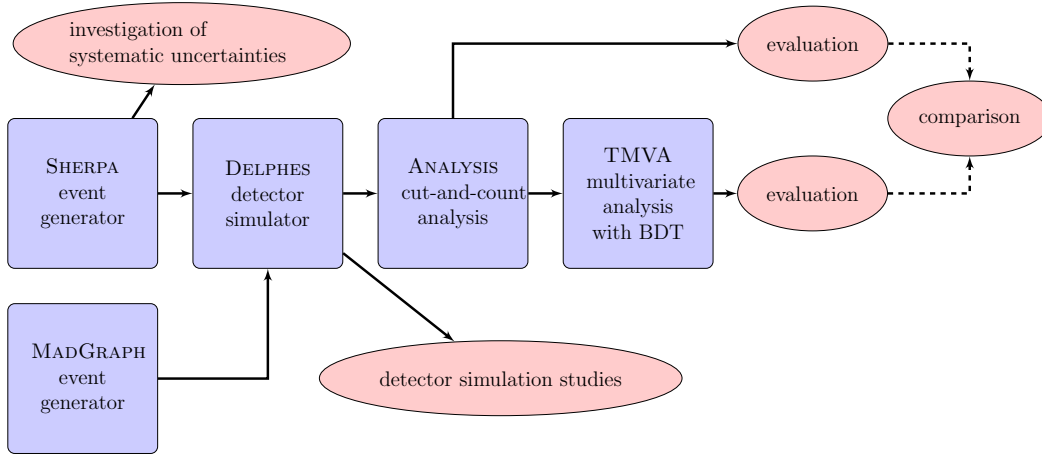 investigation of
systematic uncertainties
evaluation
comparison
SHERPA
event
generator
DELPHES
detector
simulator
ANALYSIS
cut-and-count
analysis
TMVA
multivariate
analysis
with BDT
evaluation
MADGRAPH
event
generator
detector simulation studies